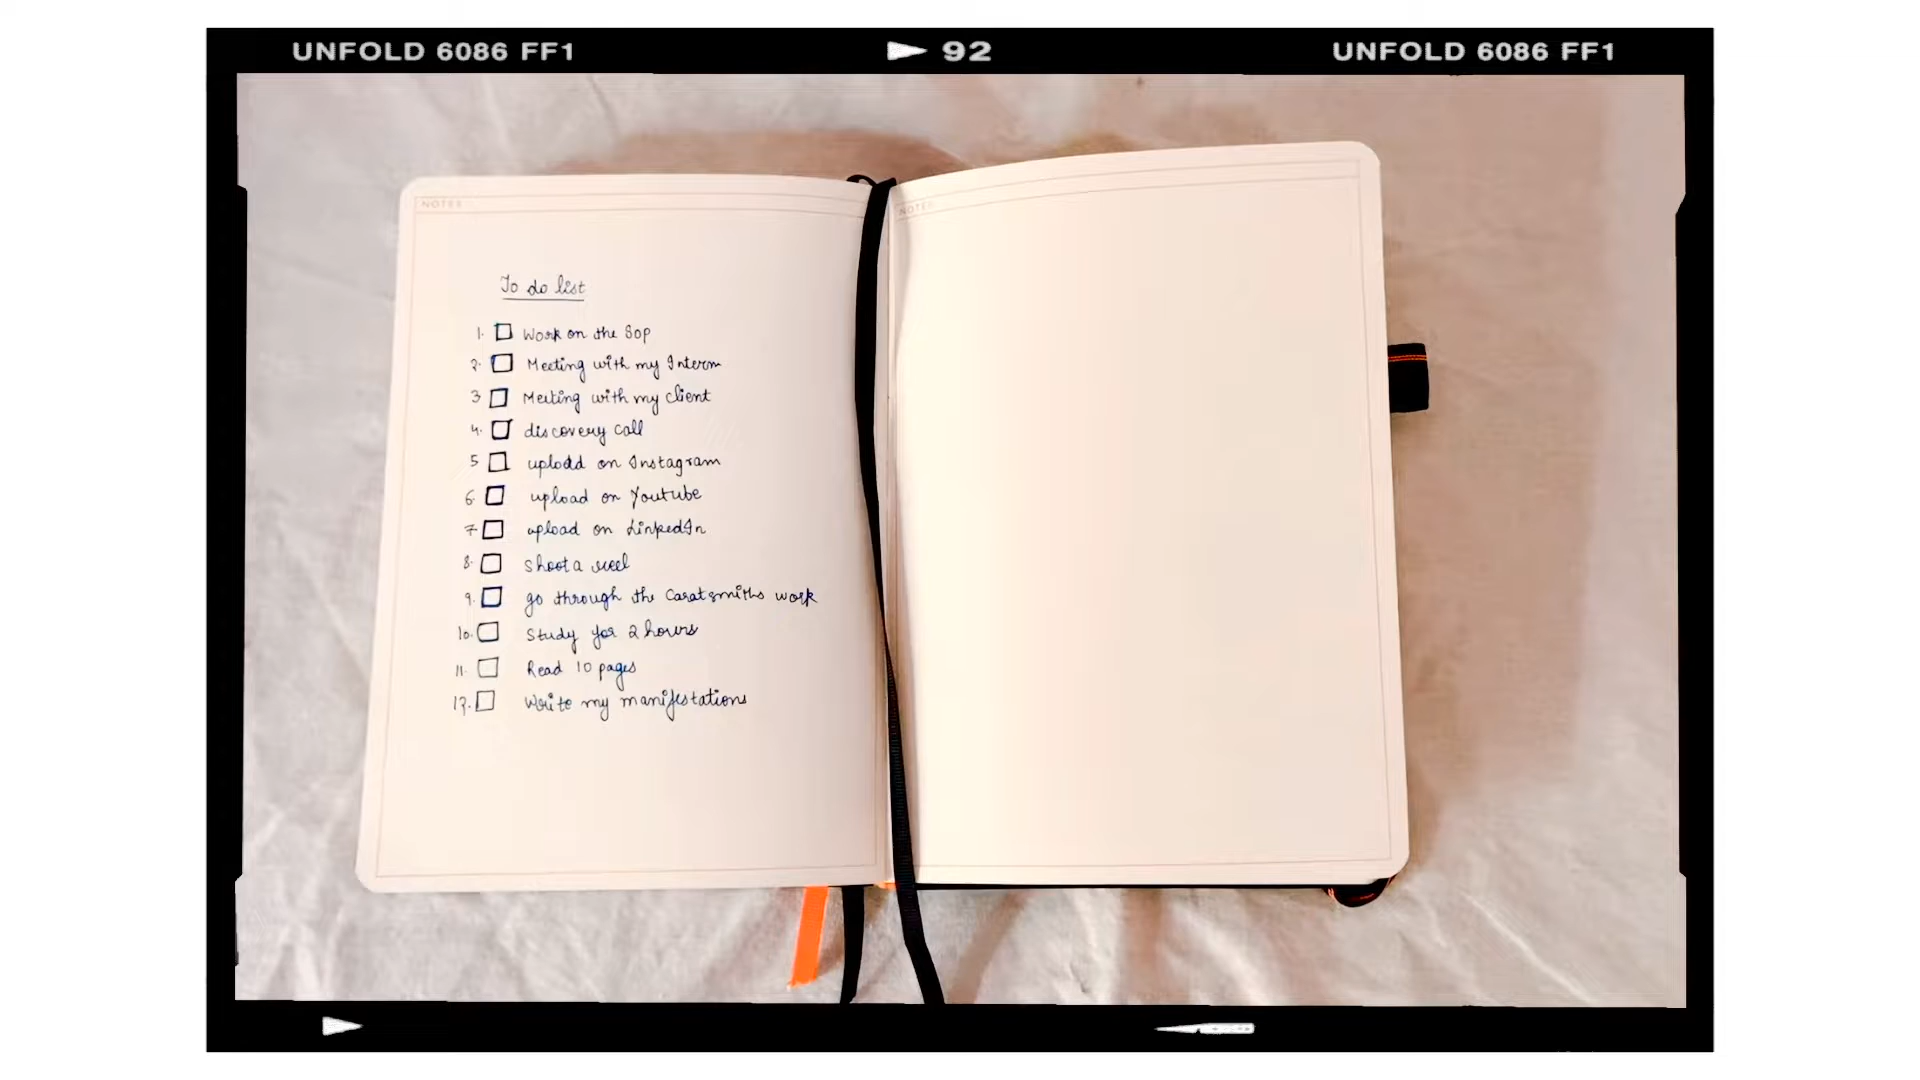 UNFOLD 6086 FF1 ▶ 92 UNFOLD 6086 FF1
NOTES NOTES
To do list
1. Work on the Sop
2. Meeting with my Intern
3 Meeting with my client
4. discovery call
5 upload on Instagram
6. upload on Youtube
7 upload on LinkedIn
8. shoot a reel
9. go through the Caratsmiths work
10. Study for 2 hours
11. Read 10 pages
12. Write my manifestations